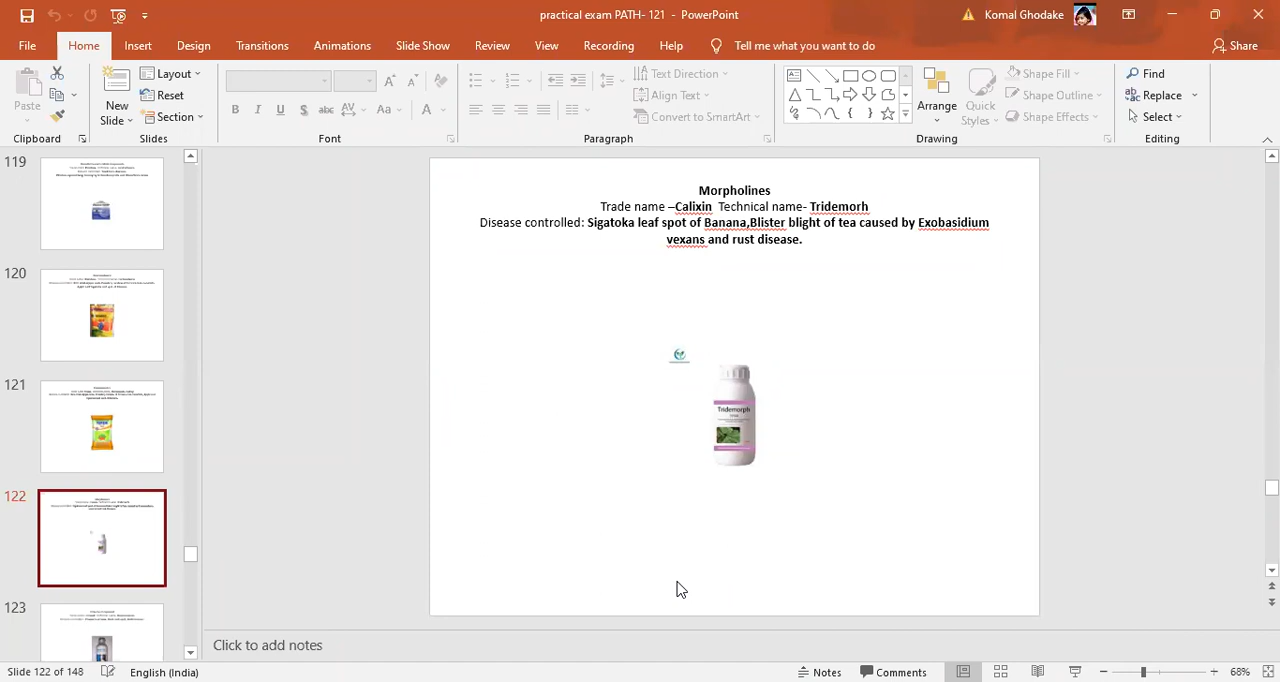 practical exam PATH- 121 - PowerPoint
Komal Ghodake
File Home Insert Design Transitions Animations Slide Show Review View Recording Help Tell me what you want to do Share
Paste
New Slide
Layout
Reset
Section
B I U S abc AV Aa A
Text Direction
Align Text
Convert to SmartArt
Arrange
Quick Styles
Shape Fill
Shape Outline
Shape Effects
Find
Replace
Select
Clipboard Slides Font Paragraph Drawing Editing
119
120
121
122
123
Morpholines
Trade name –Calixin Technical name- Tridemorh
Disease controlled: Sigatoka leaf spot of Banana,Blister blight of tea caused by Exobasidium
vexans and rust disease.
Tridemorph
Click to add notes
Slide 122 of 148 English (India) Notes Comments 68%